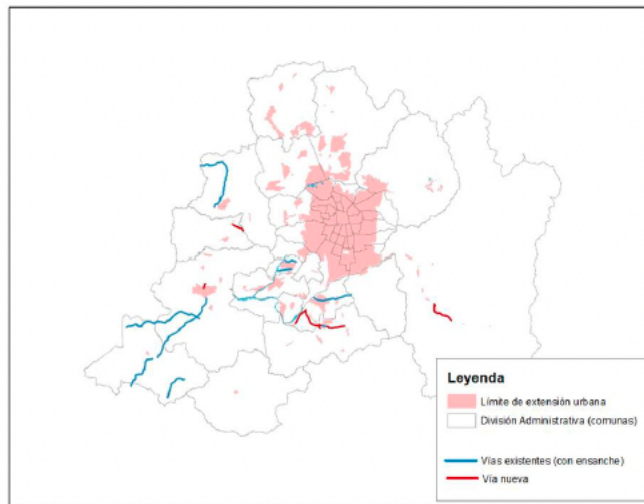 Leyenda
Límite de extensión urbana
División Administrativa (comunas)
Vías existentes (con ensanche)
Vía nueva